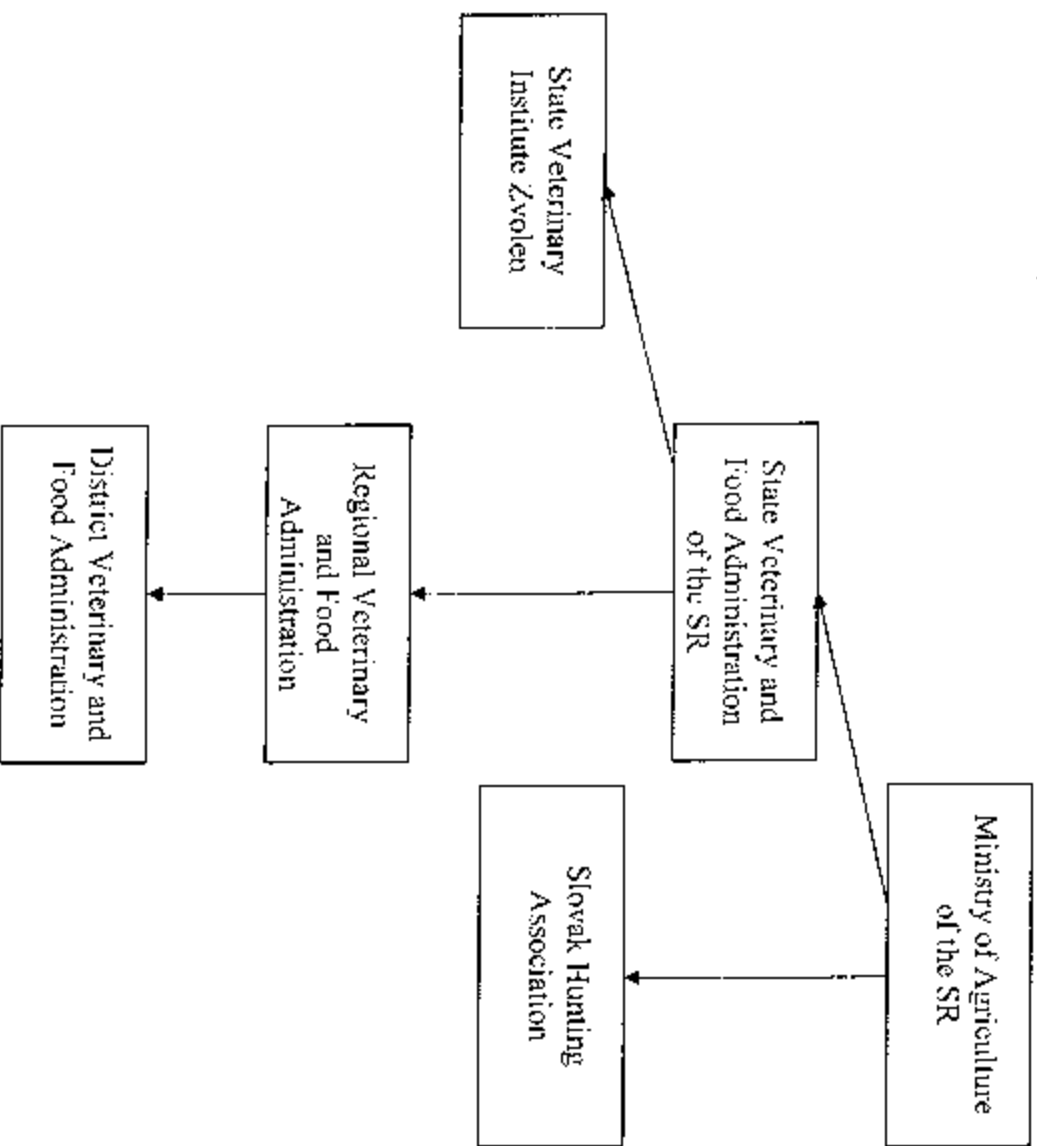 Ministry of Agriculture
of the SR
State Veterinary and
Food Administration
of the SR
Slovak Hunting
Association
State Veterinary
Institute Zvolen
Regional Veterinary
and Food
Administration
District Veterinary and
Food Administration